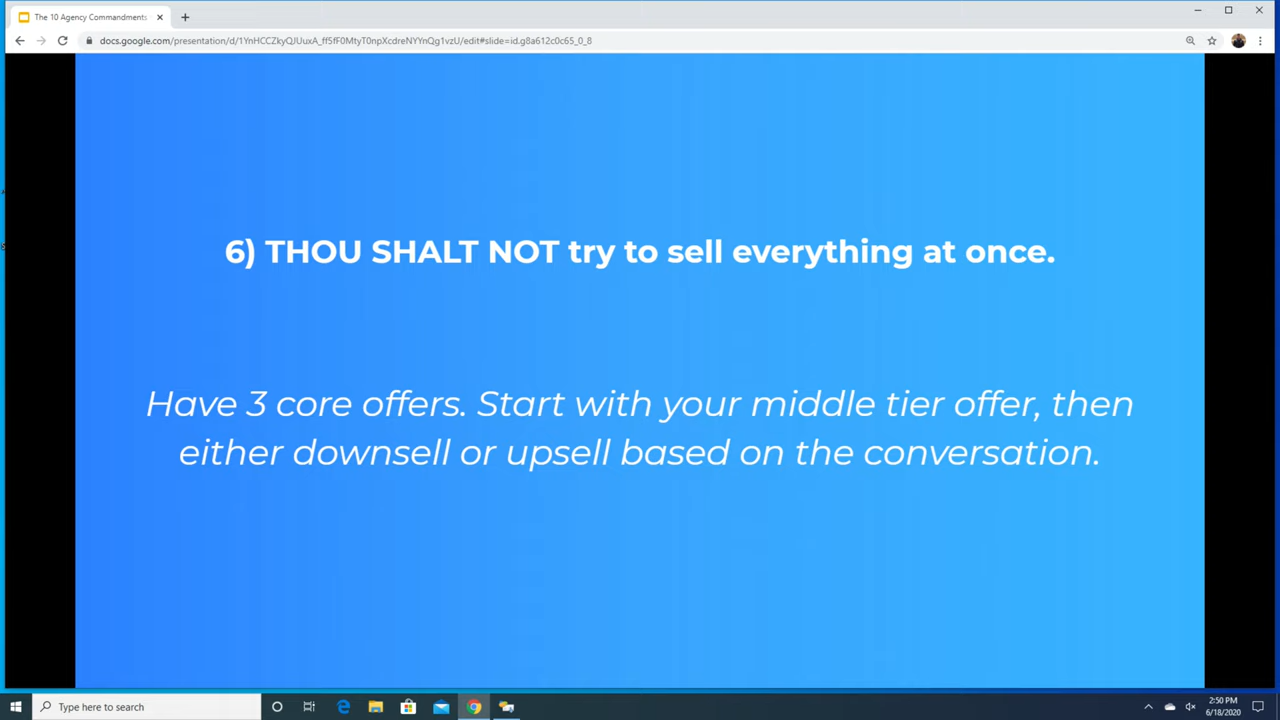 The 10 Agency Commandments
docs.google.com/presentation/d/1YnHCCZkyQJUuxA_ff5fF0MtyT0npXcdreNYYnQg1vzU/edit#slide=id.g8a612c0c65_0_8
6) THOU SHALT NOT try to sell everything at once.
Have 3 core offers. Start with your middle tier offer, then
either downsell or upsell based on the conversation.
Type here to search
2:50 PM
6/18/2020